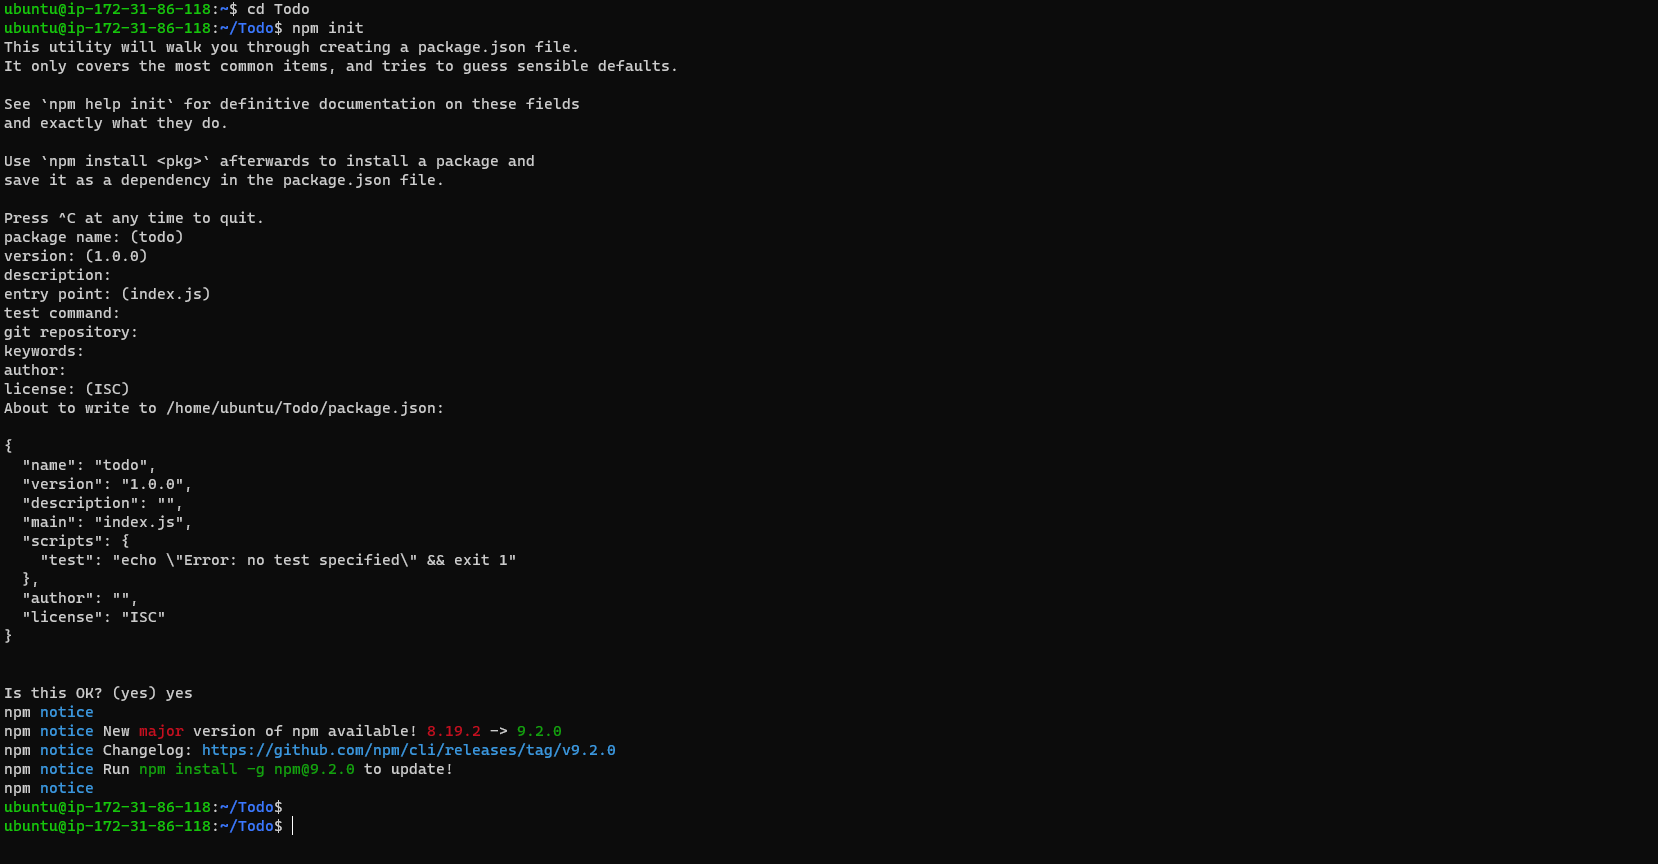 ubuntu@ip-172-31-86-118:~$ cd Todo
ubuntu@ip-172-31-86-118:~/Todo$ npm init
This utility will walk you through creating a package.json file.
It only covers the most common items, and tries to guess sensible defaults.
See `npm help init` for definitive documentation on these fields
and exactly what they do.
Use `npm install <pkg>` afterwards to install a package and
save it as a dependency in the package.json file.
Press ^C at any time to quit.
package name: (todo)
version: (1.0.0)
description:
entry point: (index.js)
test command:
git repository:
keywords:
author:
license: (ISC)
About to write to /home/ubuntu/Todo/package.json:
{
  "name": "todo",
  "version": "1.0.0",
  "description": "",
  "main": "index.js",
  "scripts": {
    "test": "echo \"Error: no test specified\" && exit 1"
  },
  "author": "",
  "license": "ISC"
}
Is this OK? (yes) yes
npm notice
npm notice New major version of npm available! 8.19.2 -> 9.2.0
npm notice Changelog: https://github.com/npm/cli/releases/tag/v9.2.0
npm notice Run npm install -g npm@9.2.0 to update!
npm notice
ubuntu@ip-172-31-86-118:~/Todo$
ubuntu@ip-172-31-86-118:~/Todo$